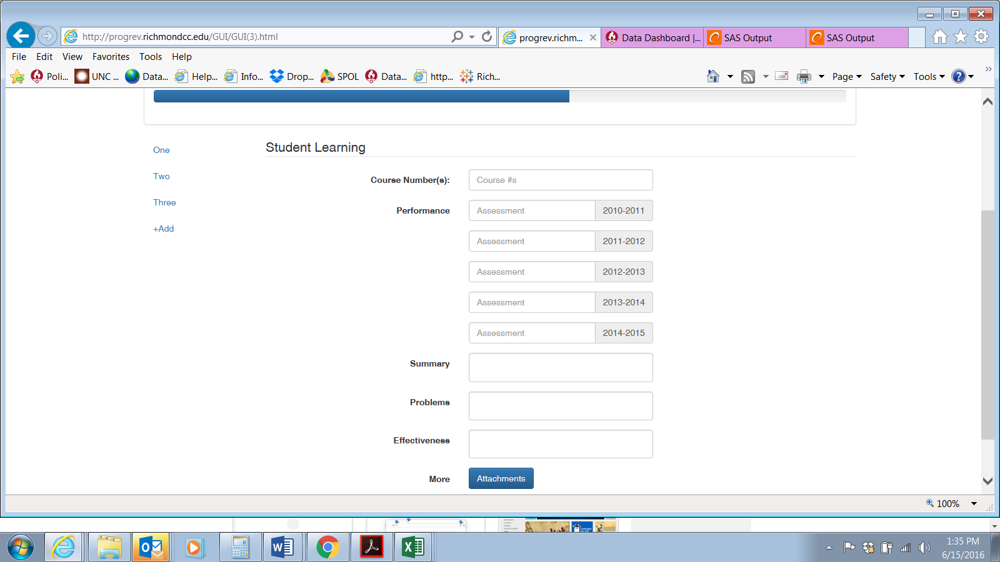 http://progrev.richmondcc.edu/GUI/GUI(3).html
progrev.richm...
Data Dashboard |...
SAS Output
SAS Output
File Edit View Favorites Tools Help
Poli... UNC ... Data... Help... Info... Drop... SPOL Data... http... Rich...
Page Safety Tools
One
Two
Three
+Add
Student Learning
Course Number(s): Course #s
Performance Assessment 2010-2011
Assessment 2011-2012
Assessment 2012-2013
Assessment 2013-2014
Assessment 2014-2015
Summary
Problems
Effectiveness
More Attachments
100%
1:35 PM
6/15/2016